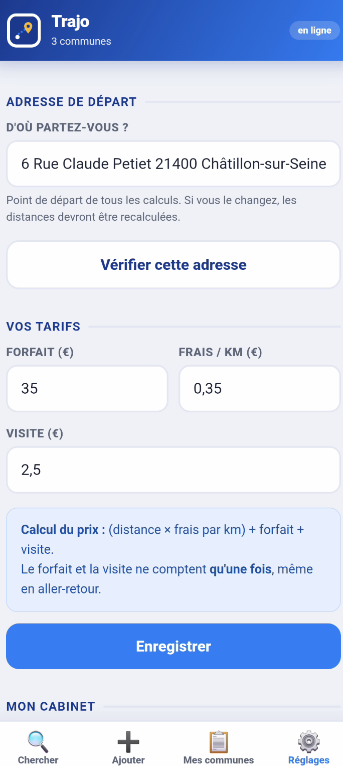 Trajo
3 communes
en ligne
ADRESSE DE DÉPART
D'OÙ PARTEZ-VOUS ?
6 Rue Claude Petiet 21400 Châtillon-sur-Seine
Point de départ de tous les calculs. Si vous le changez, les
distances devront être recalculées.
Vérifier cette adresse
VOS TARIFS
FORFAIT (€)
FRAIS / KM (€)
35
0,35
VISITE (€)
2,5
Calcul du prix : (distance × frais par km) + forfait +
visite.
Le forfait et la visite ne comptent qu'une fois, même
en aller-retour.
Enregistrer
MON CABINET
Chercher
Ajouter
Mes communes
Réglages